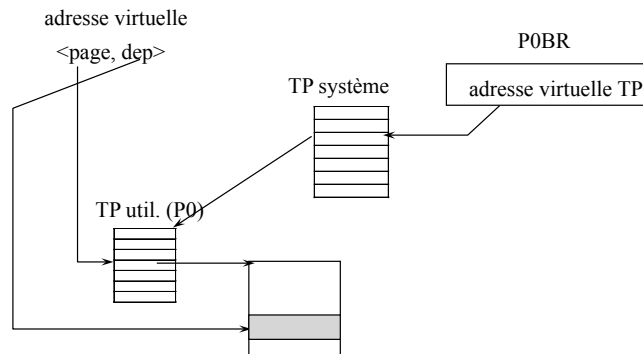 adresse virtuelle
<page, dep>
P0BR
adresse virtuelle TP
TP système
TP util. (P0)